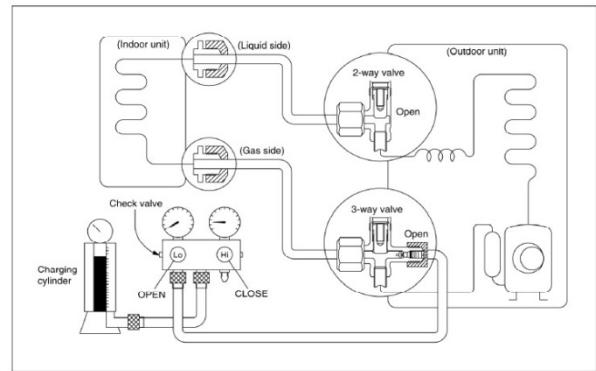 (Indoor unit)
(Liquid side)
(Outdoor unit)
2-way valve
Open
(Gas side)
3-way valve
Open
Check valve
Lo
Hi
Charging
cylinder
OPEN
CLOSE